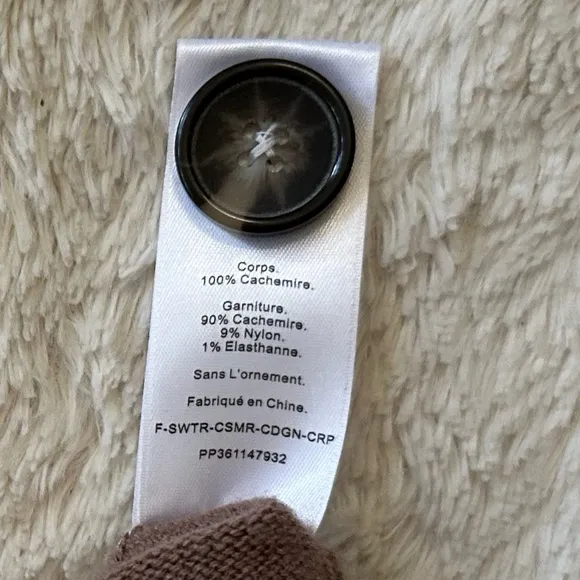 Corps.
100% Cachemire.
Garniture.
90% Cachemire,
9% Nylon,
1% Elasthanne.
Sans L'ornement.
Fabriqué en Chine.
F-SWTR-CSMR-CDGN-CRP
PP361147932